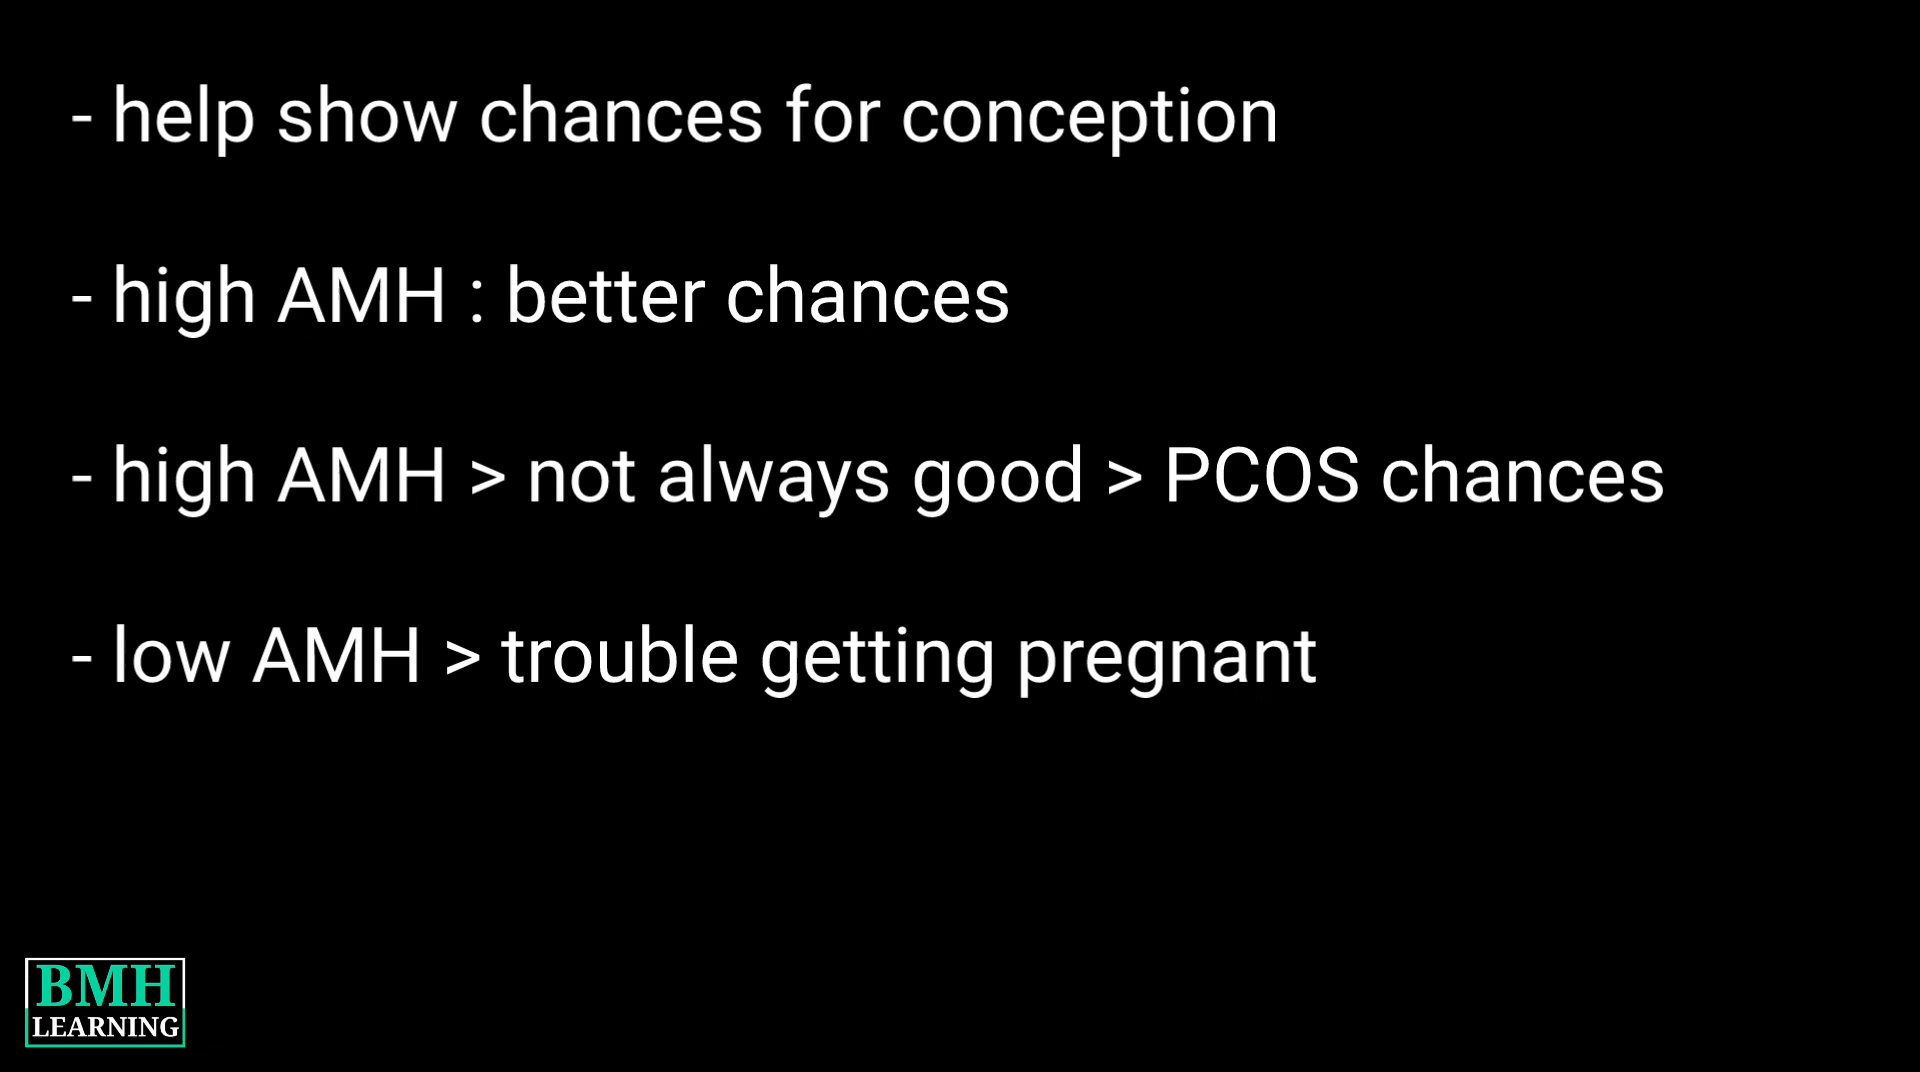 - help show chances for conception
- high AMH : better chances
- high AMH > not always good > PCOS chances
- low AMH > trouble getting pregnant
BMH
LEARNING